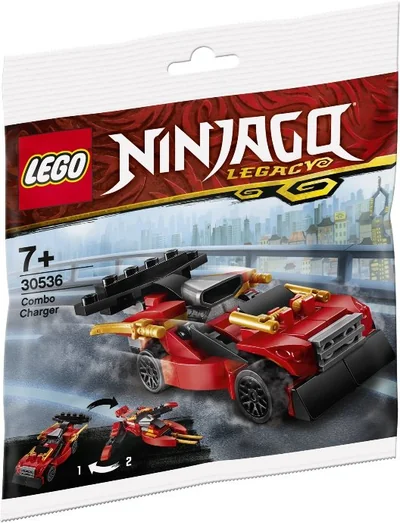 LEGO
NINJAGO
LEGACY
7+
30536
Combo
Charger
1
2